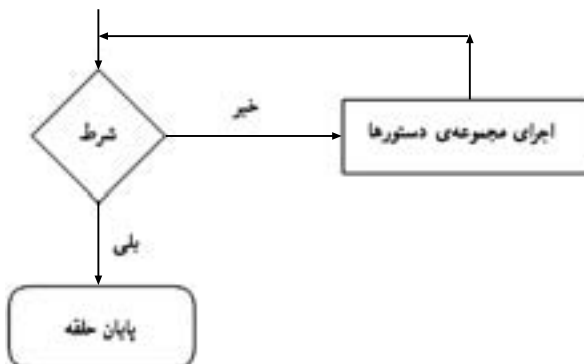 شرط
خیر
اجرای مجموعه‌ی دستورها
بلی
پایان حلقه